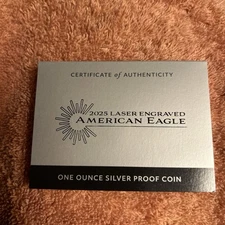 CERTIFICATE of AUTHENTICITY
2025 LASER ENGRAVED
AMERICAN EAGLE
ONE OUNCE SILVER PROOF COIN